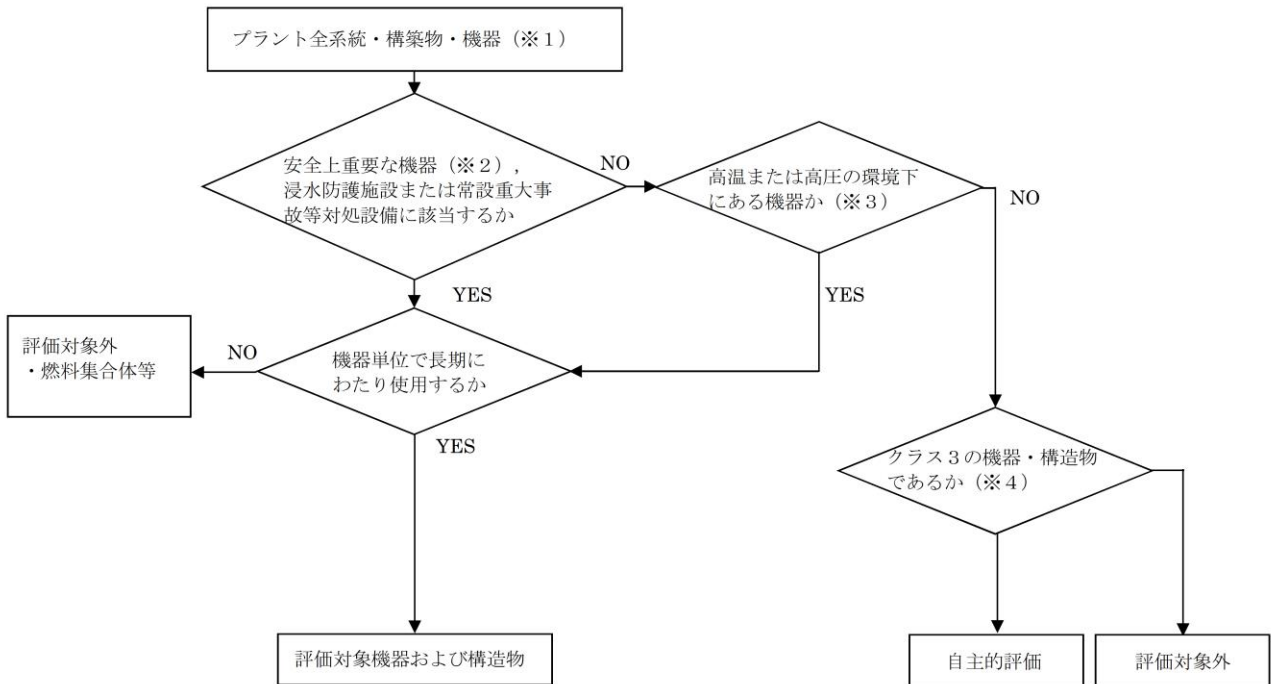 プラント全系統・構築物・機器(※1)
安全上重要な機器(※2),
浸水防護施設または常設重大事
故等対処設備に該当するか
NO
高温または高圧の環境下
にある機器か(※3)
NO
YES
YES
評価対象外
・燃料集合体等
NO
機器単位で長期に
わたり使用するか
YES
クラス3の機器・構造物
であるか(※4)
評価対象機器および構造物
自主的評価
評価対象外